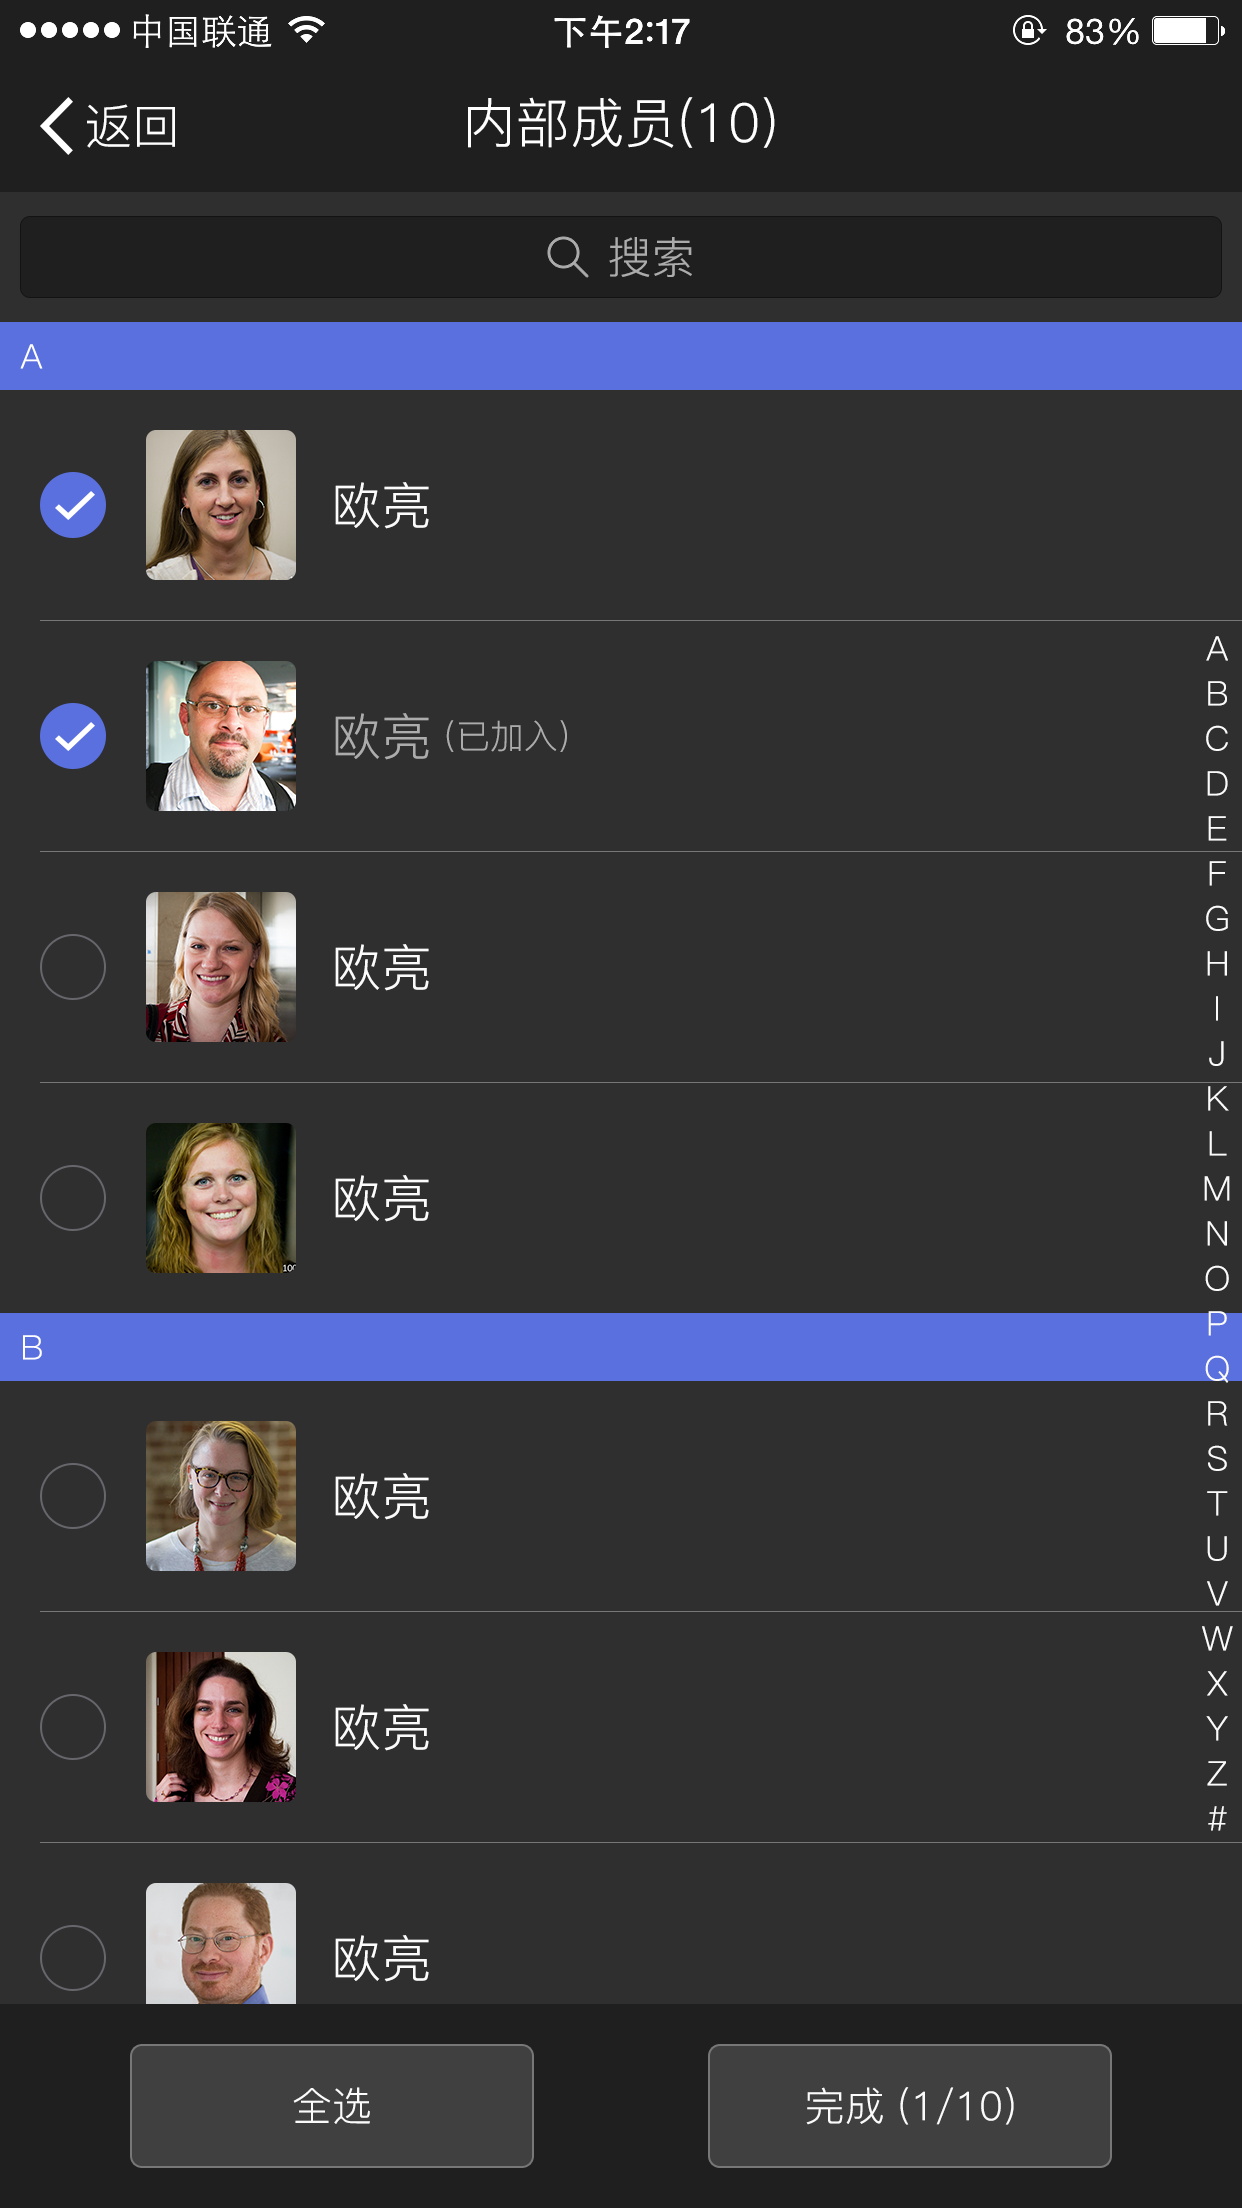 中国联通 下午2:17 83%
返回 内部成员(10)
搜索
A
欧亮
欧亮 (已加入)
欧亮
欧亮
B
欧亮
欧亮
欧亮
A
B
C
D
E
F
G
H
I
J
K
L
M
N
O
P
Q
R
S
T
U
V
W
X
Y
Z
#
全选 完成 (1/10)